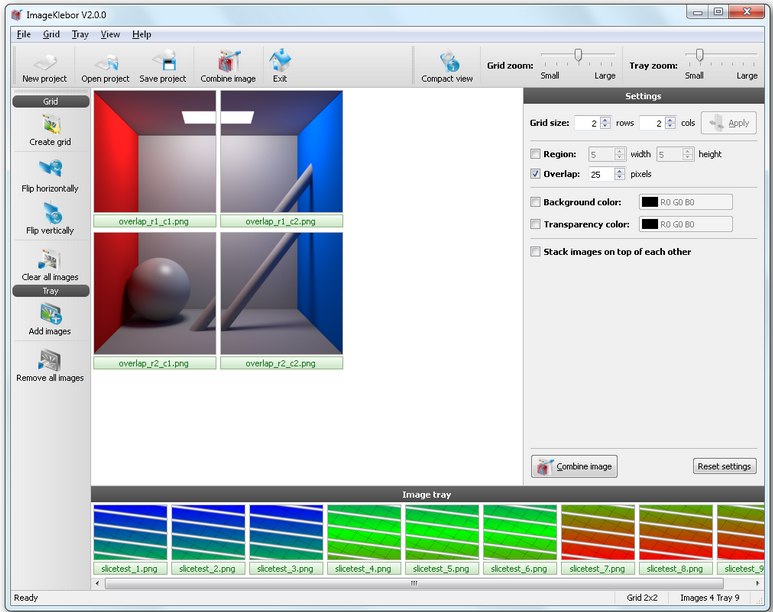 ImageKlebor V2.0.0
File Grid Tray View Help
New project Open project Save project Combine image Exit Compact view Grid zoom: Small Large Tray zoom: Small Large
Grid
Create grid
Flip horizontally
Flip vertically
Clear all images
Tray
Add images
Remove all images
overlap_r1_c1.png overlap_r1_c2.png
overlap_r2_c1.png overlap_r2_c2.png
Settings
Grid size: 2 rows 2 cols Apply
Region: 5 width 5 height
Overlap: 25 pixels
Background color: R0 G0 B0
Transparency color: R0 G0 B0
Stack images on top of each other
Combine image Reset settings
Image tray
slicetest_1.png slicetest_2.png slicetest_3.png slicetest_4.png slicetest_5.png slicetest_6.png slicetest_7.png slicetest_8.png slicetest_9
Ready Grid 2x2 Images 4 Tray 9